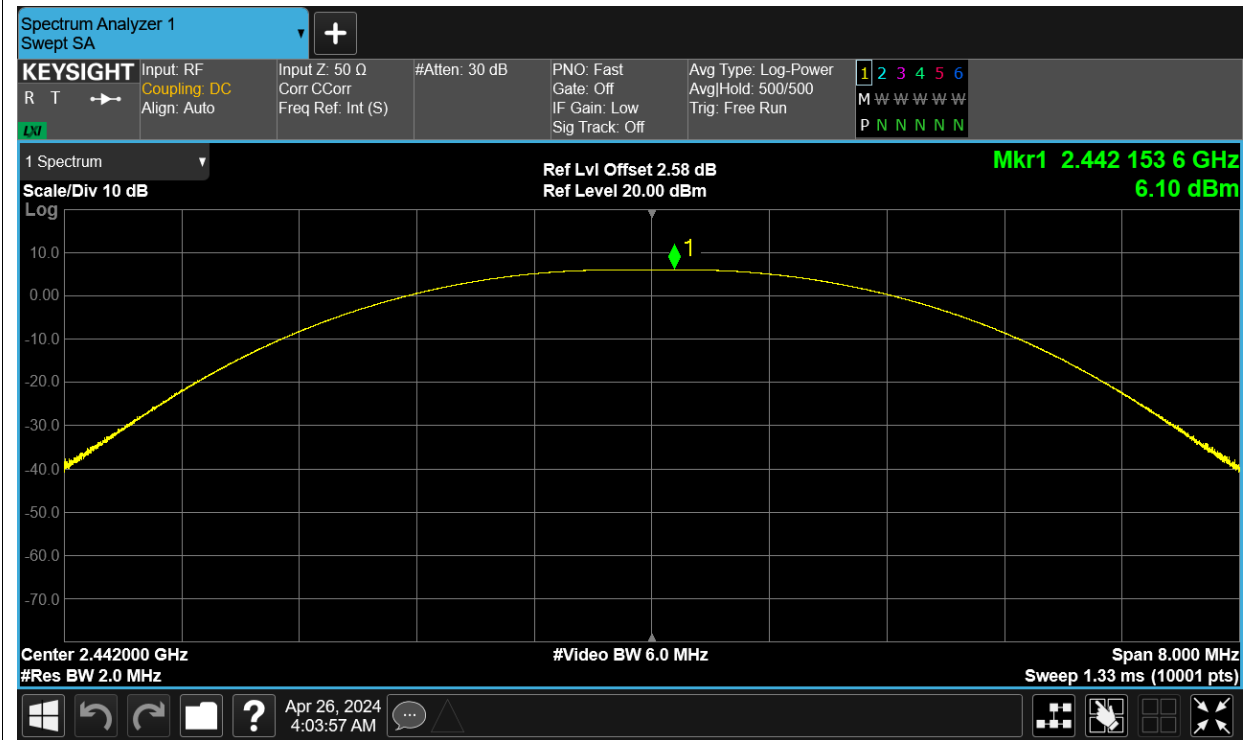 Spectrum Analyzer 1
Swept SA
KEYSIGHT
R T
LXI
Input: RF
Coupling: DC
Align: Auto
Input Z: 50 Ω
Corr CCorr
Freq Ref: Int (S)
#Atten: 30 dB
PNO: Fast
Gate: Off
IF Gain: Low
Sig Track: Off
Avg Type: Log-Power
Avg|Hold: 500/500
Trig: Free Run
1 2 3 4 5 6
M W W W W W
P N N N N N
1 Spectrum
Scale/Div 10 dB
Log
Ref Lvl Offset 2.58 dB
Ref Level 20.00 dBm
Mkr1 2.442 153 6 GHz
6.10 dBm
1
10.0
0.00
-10.0
-20.0
-30.0
-40.0
-50.0
-60.0
-70.0
Center 2.442000 GHz
#Res BW 2.0 MHz
#Video BW 6.0 MHz
Span 8.000 MHz
Sweep 1.33 ms (10001 pts)
?
Apr 26, 2024
4:03:57 AM